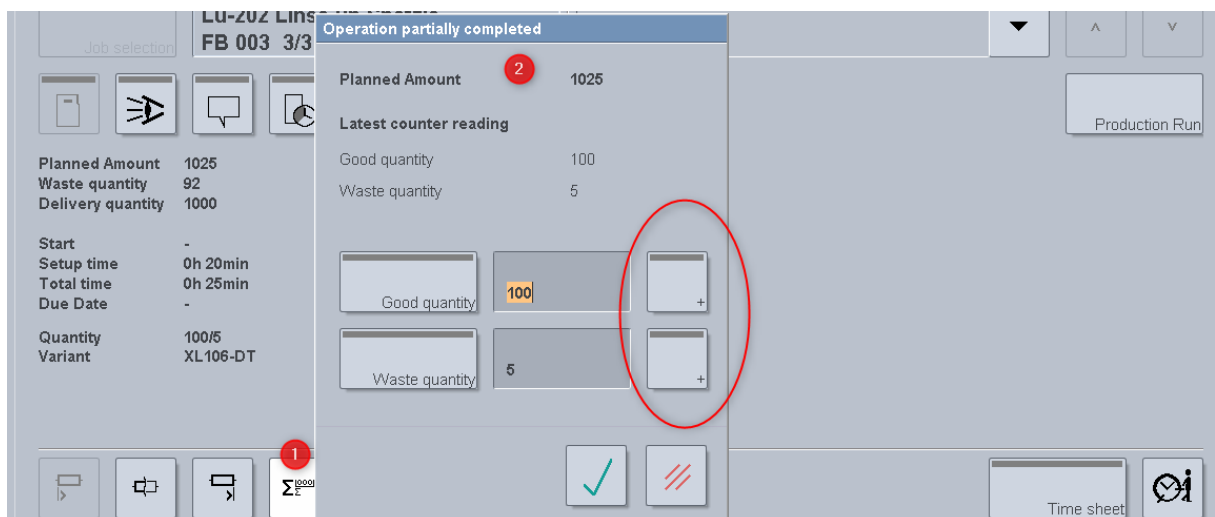 Job selection
FB 003 3/3
Operation partially completed
2
Planned Amount 1025
Latest counter reading
Good quantity 100
Waste quantity 5
Production Run
Planned Amount 1025
Waste quantity 92
Delivery quantity 1000
Start -
Setup time 0h 20min
Total time 0h 25min
Due Date -
Quantity 100/5
Variant XL106-DT
Good quantity 100 +
Waste quantity 5 +
1
Time sheet